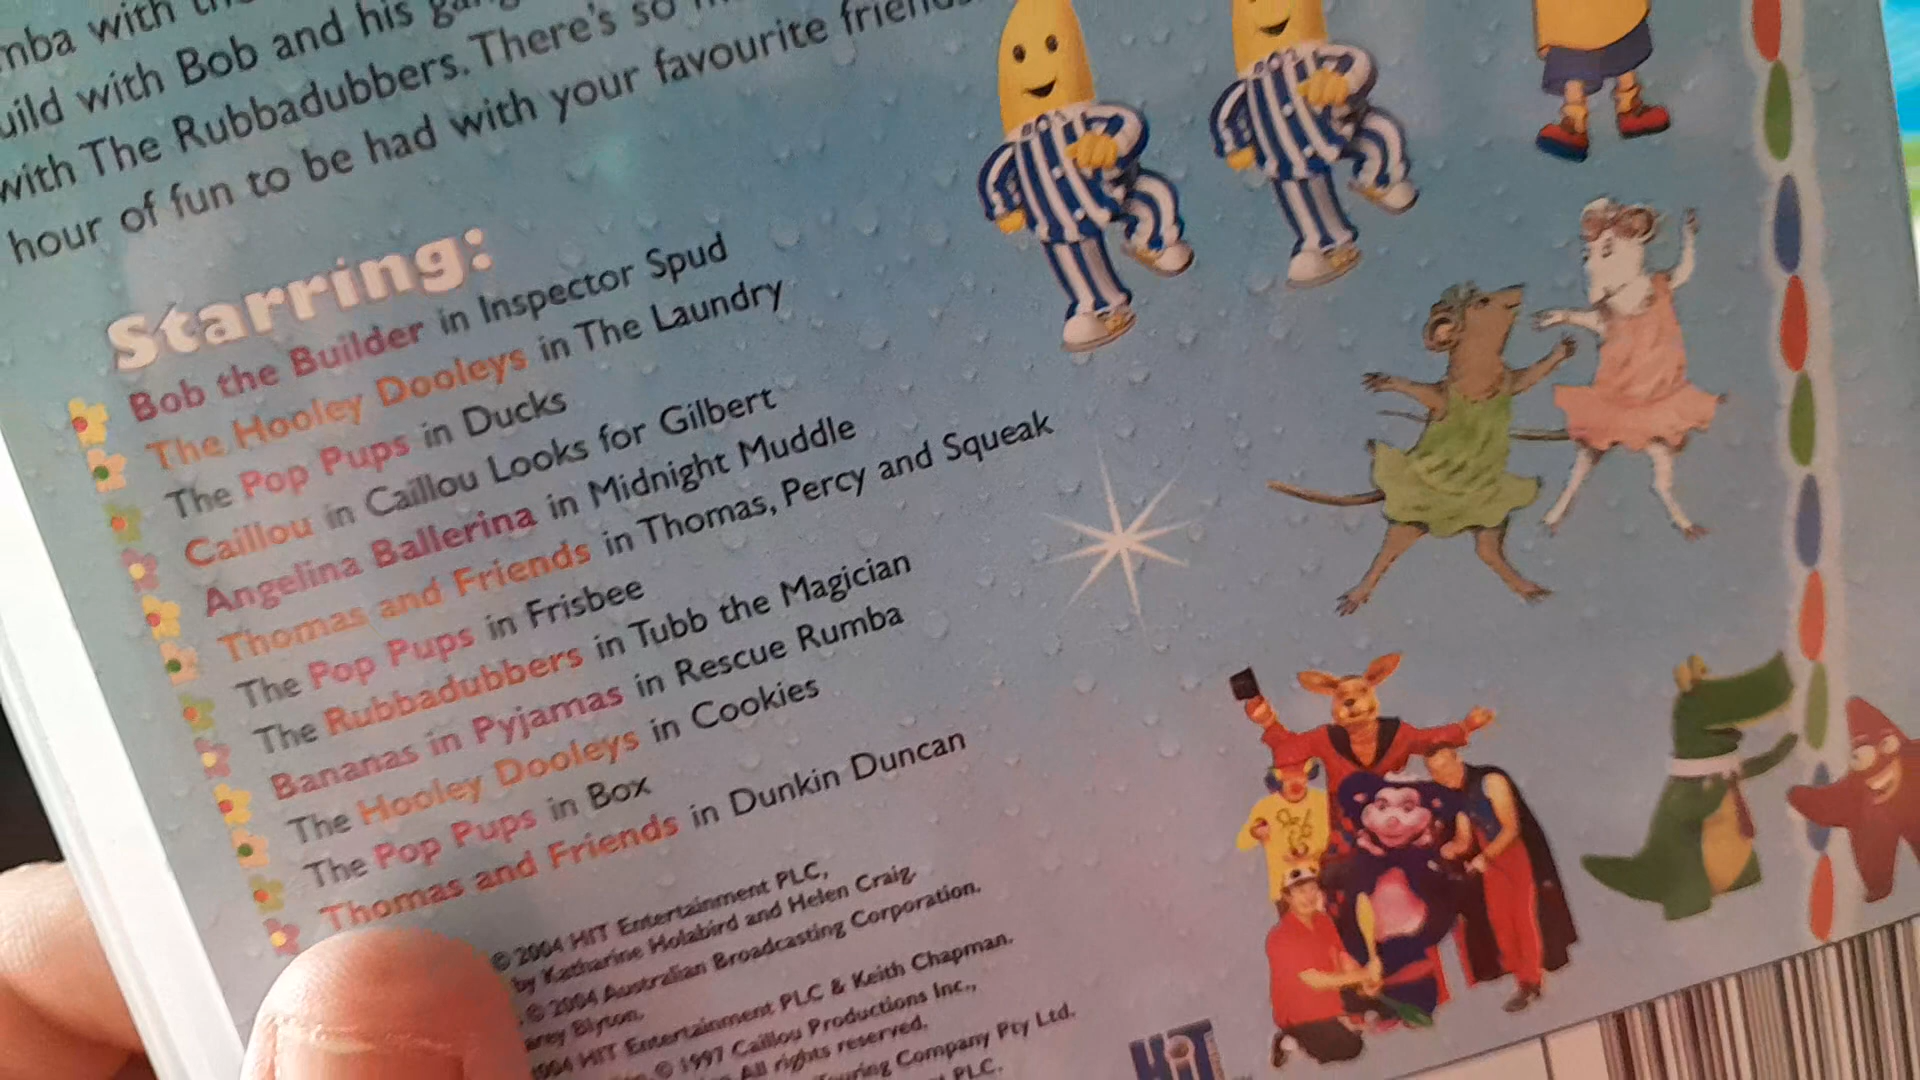 mba with
uild with Bob and his
with The Rubbadubbers. There's so
hour of fun to be had with your favourite
Starring:
Bob the Builder in Inspector Spud
The Hooley Dooleys in The Laundry
The Pop Pups in Ducks
Caillou in Caillou Looks for Gilbert
Angelina Ballerina in Midnight Muddle
Thomas and Friends in Thomas, Percy and Squeak
The Pop Pups in Frisbee
The Rubbadubbers in Tubb the Magician
Bananas in Pyjamas in Rescue Rumba
The Hooley Dooleys in Cookies
The Pop Pups in Box
Thomas and Friends in Dunkin Duncan
© 2004 HIT Entertainment PLC,
by Katharine Holabird and Helen Craig.
© 2004 Australian Broadcasting Corporation.
Blyton.
2004 HIT Entertainment PLC & Keith Chapman.
© 1997 Caillou Productions Inc.,
All rights reserved.
Touring Company Pty Ltd.
PLC.
HiT